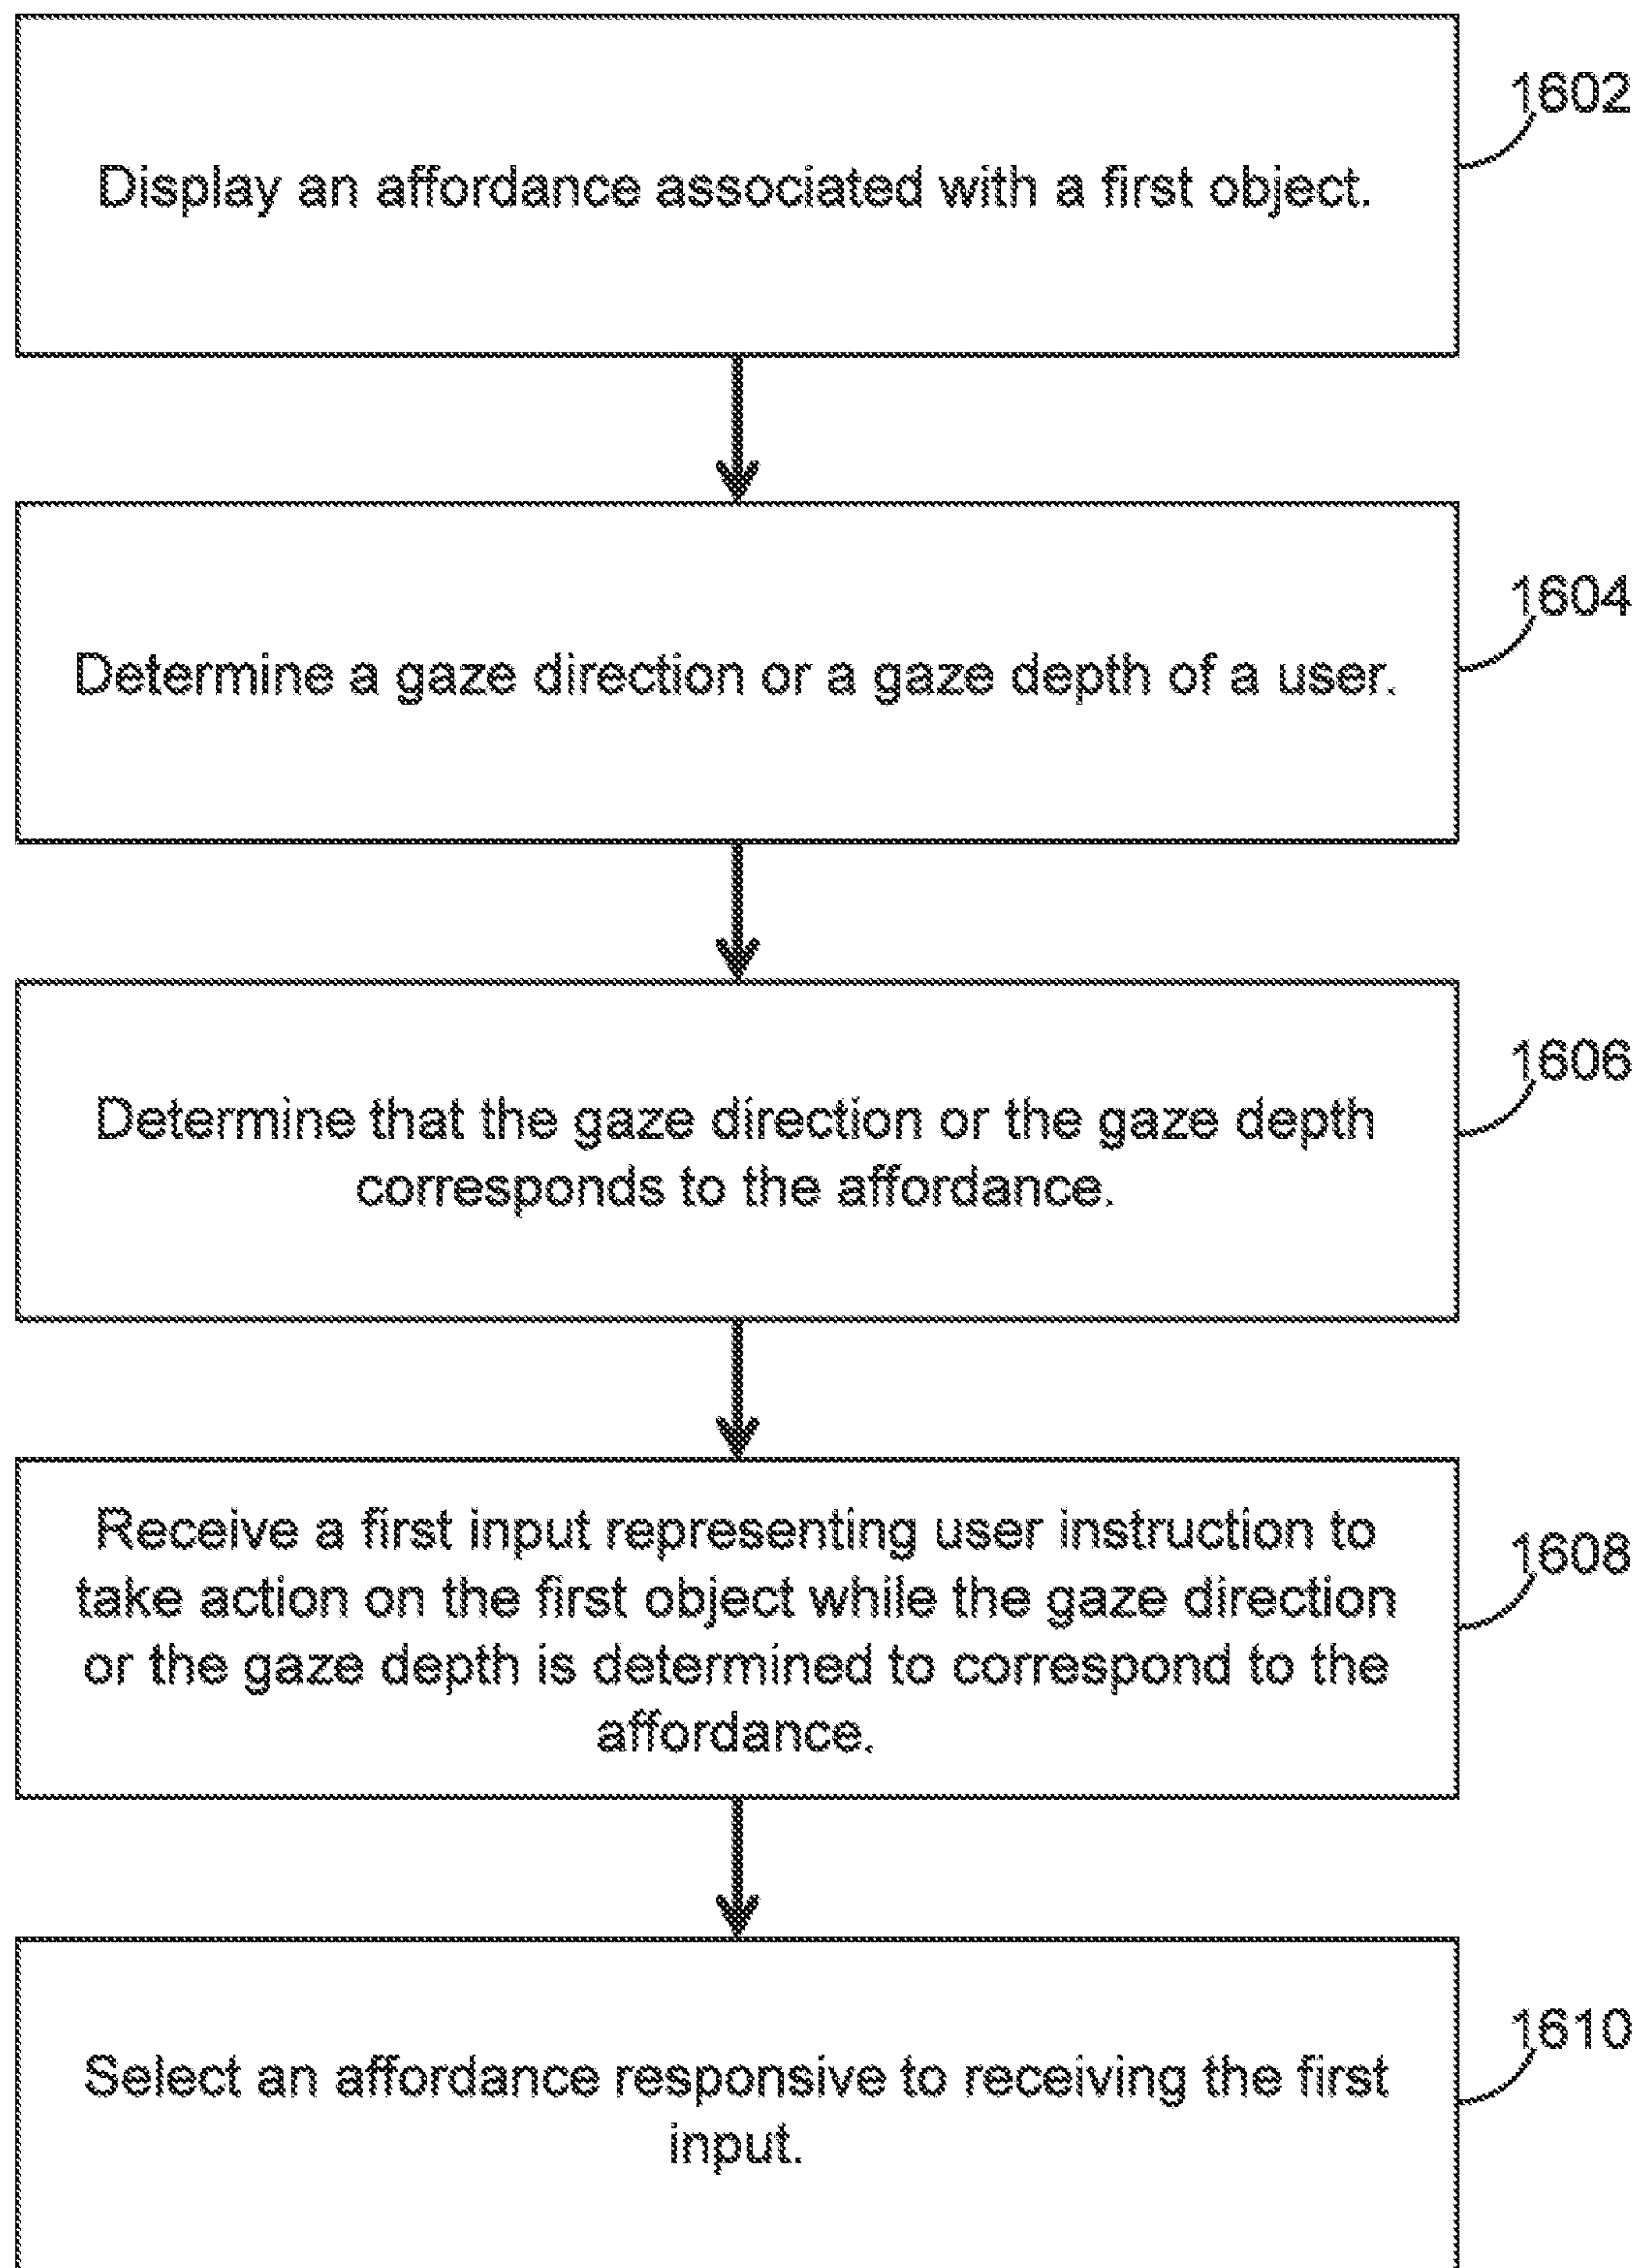 1602
Display an affordance associated with a first object.
1604
Determine a gaze direction or a gaze depth of a user.
1606
Determine that the gaze direction or the gaze depth
corresponds to the affordance.
1608
Receive a first input representing user instruction to
take action on the first object while the gaze direction
or the gaze depth is determined to correspond to the
affordance.
1610
Select an affordance responsive to receiving the first
input.